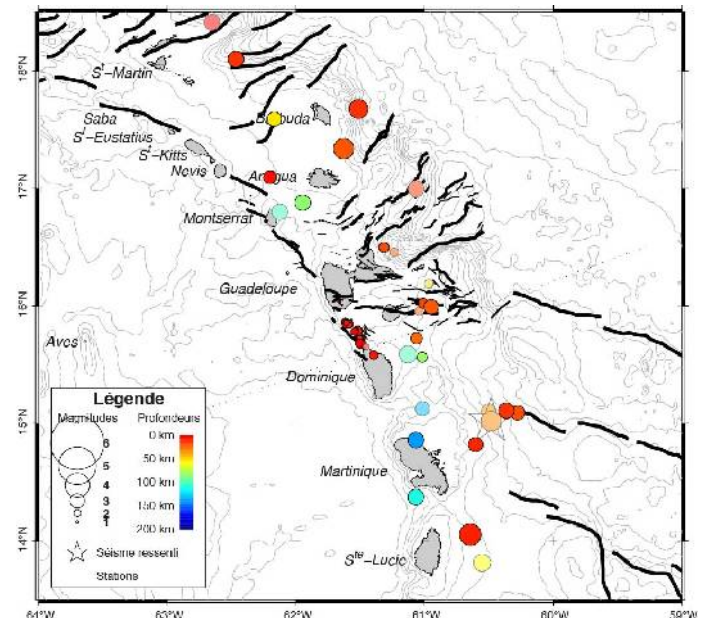 18°N
Sᵗ-Martin
Saba
Sᵗ-Eustatius
Sᵗ-Kitts
Nevis
17°N
Montserrat
Guadeloupe
16°N
Aves
Dominique
Légende
Magnitudes Profondeurs
0 km
50 km
100 km
150 km
200 km
6
5
4
3
2
1
Séisme ressenti
Stations
15°N
Martinique
14°N
Sᵗᵉ-Lucie
64°W 63°W 62°W 61°W 60°W 59°W